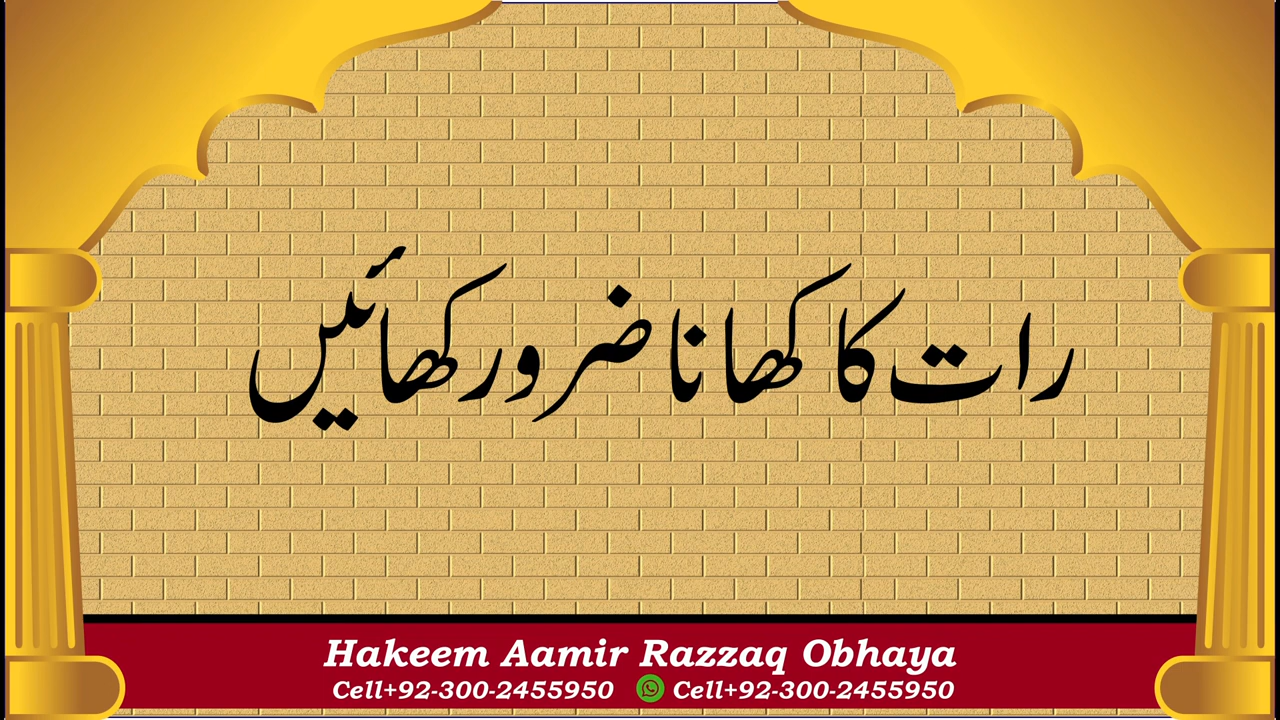 رات کا کھانا ضرور کھائیں
Hakeem Aamir Razzaq Obhaya
Cell+92-300-2455950 Cell+92-300-2455950